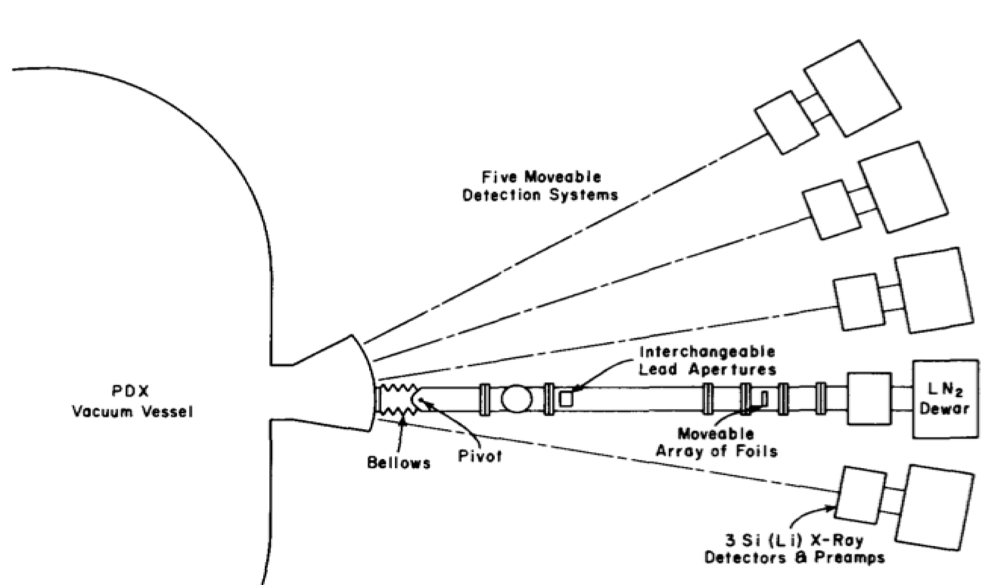 Five Moveable
Detection Systems
Interchangeable
Lead Apertures
PDX
Vacuum Vessel
LN₂
Dewar
Moveable
Array of Foils
Pivot
Bellows
3 Si (Li) X-Ray
Detectors & Preamps